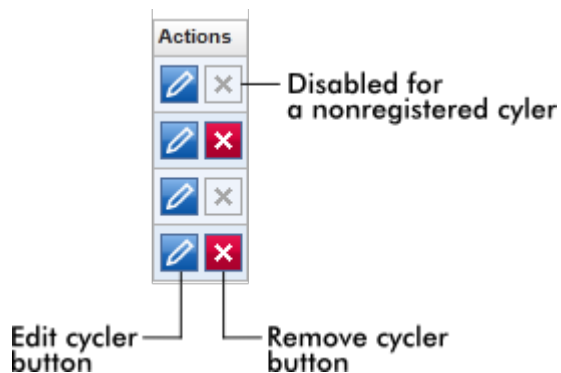 Actions
Disabled for
a nonregistered cyler
Edit cycler
button
Remove cycler
button